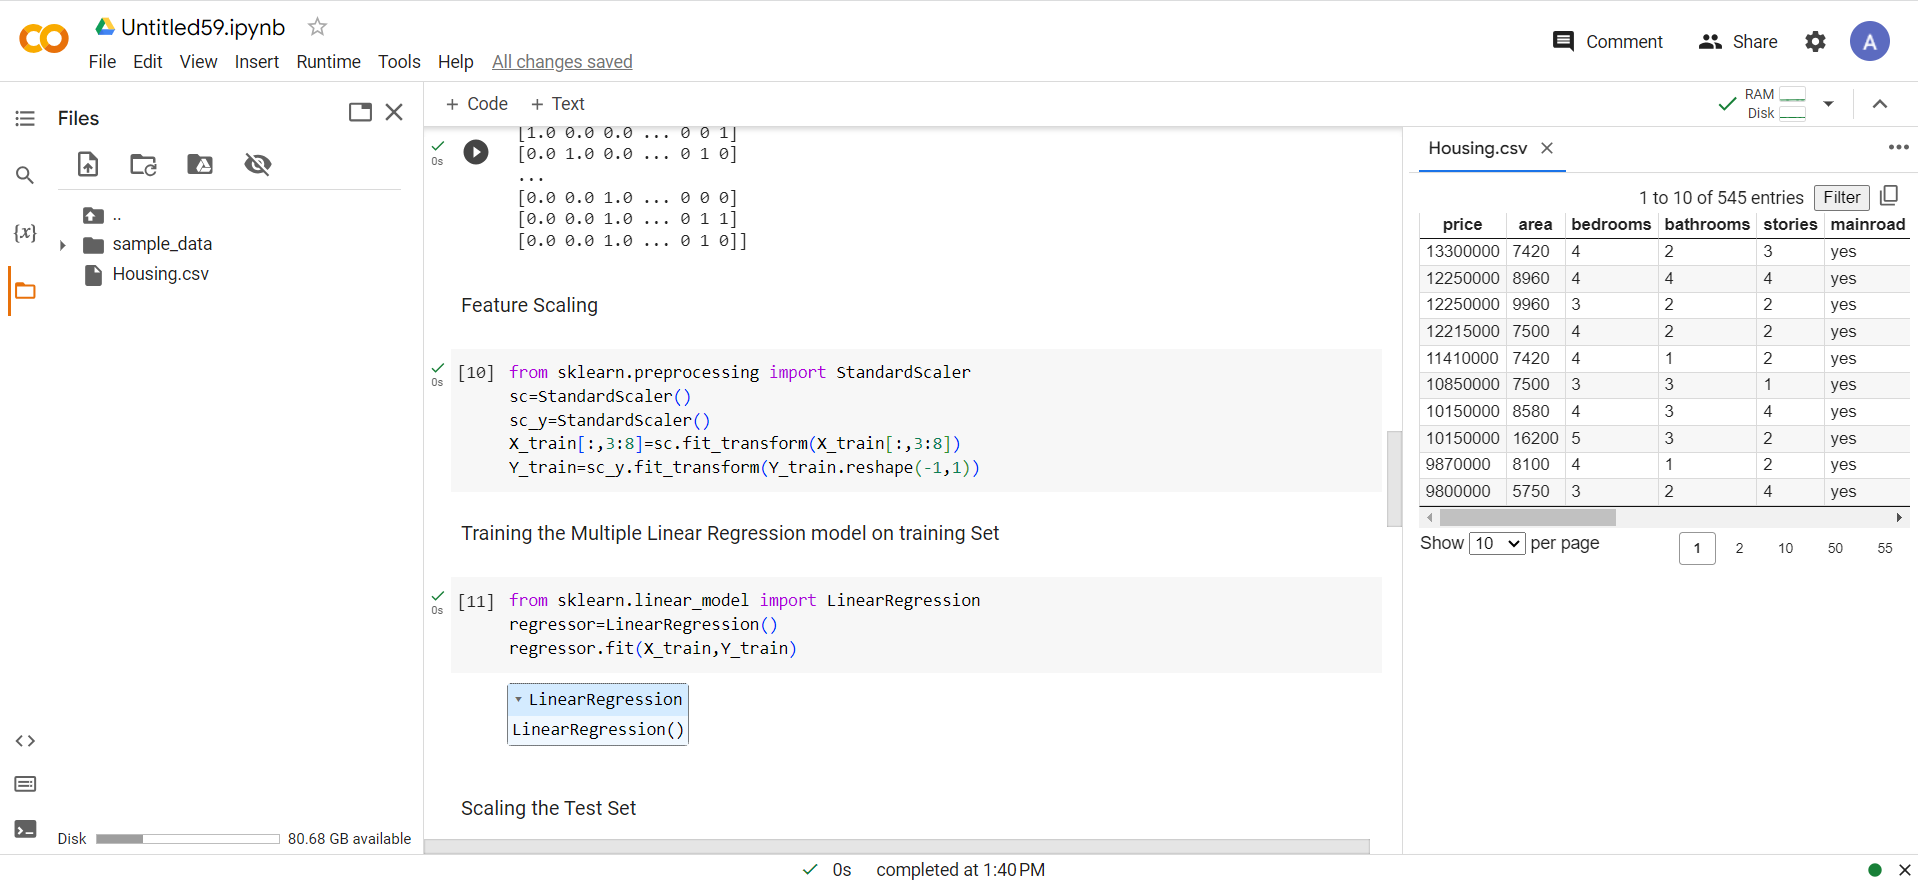 Untitled59.ipynb
File Edit View Insert Runtime Tools Help All changes saved
Comment Share A
Files
..
sample_data
Housing.csv
{x}
Disk 80.68 GB available
+ Code + Text
RAM
Disk
0s
[1.0 0.0 0.0 ... 0 0 1]
[0.0 1.0 0.0 ... 0 1 0]
...
[0.0 0.0 1.0 ... 0 0 0]
[0.0 0.0 1.0 ... 0 1 1]
[0.0 0.0 1.0 ... 0 1 0]]
Feature Scaling
0s
[10] from sklearn.preprocessing import StandardScaler
sc=StandardScaler()
sc_y=StandardScaler()
X_train[:,3:8]=sc.fit_transform(X_train[:,3:8])
Y_train=sc_y.fit_transform(Y_train.reshape(-1,1))
Training the Multiple Linear Regression model on training Set
0s
[11] from sklearn.linear_model import LinearRegression
regressor=LinearRegression()
regressor.fit(X_train,Y_train)
LinearRegression
LinearRegression()
Scaling the Test Set
Housing.csv
1 to 10 of 545 entries Filter
price area bedrooms bathrooms stories mainroad
13300000 7420 4 2 3 yes
12250000 8960 4 4 4 yes
12250000 9960 3 2 2 yes
12215000 7500 4 2 2 yes
11410000 7420 4 1 2 yes
10850000 7500 3 3 1 yes
10150000 8580 4 3 4 yes
10150000 16200 5 3 2 yes
9870000 8100 4 1 2 yes
9800000 5750 3 2 4 yes
Show 10 per page 1 2 10 50 55
0s completed at 1:40 PM